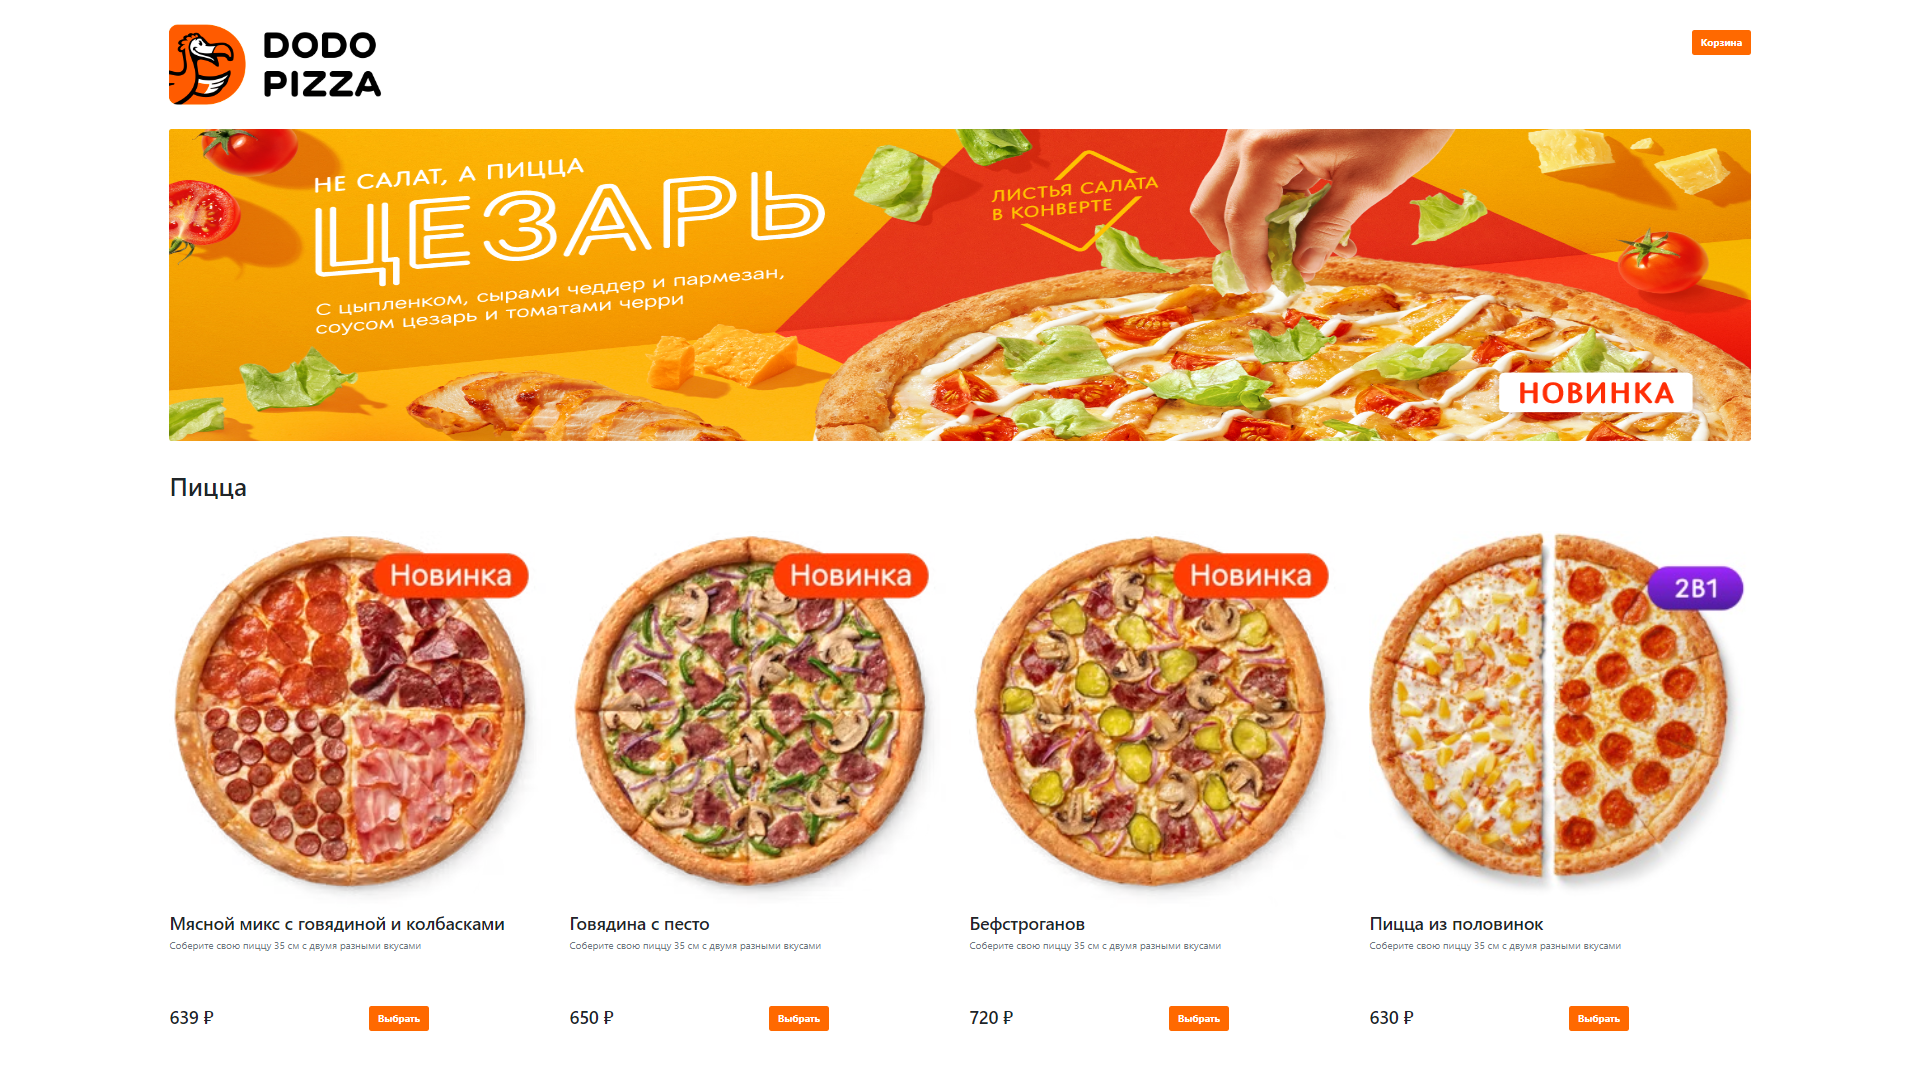 DODO
PIZZA
Корзина
НЕ САЛАТ, А ПИЦЦА
ЦЕЗАРЬ
С цыпленком, сырами чеддер и пармезан,
соусом цезарь и томатами черри
ЛИСТЬЯ САЛАТА
В КОНВЕРТЕ
НОВИНКА
Пицца
Новинка
Новинка
Новинка
2В1
Мясной микс с говядиной и колбасками
Соберите свою пиццу 35 см с двумя разными вкусами
639 ₽
Выбрать
Говядина с песто
Соберите свою пиццу 35 см с двумя разными вкусами
650 ₽
Выбрать
Бефстроганов
Соберите свою пиццу 35 см с двумя разными вкусами
720 ₽
Выбрать
Пицца из половинок
Соберите свою пиццу 35 см с двумя разными вкусами
630 ₽
Выбрать